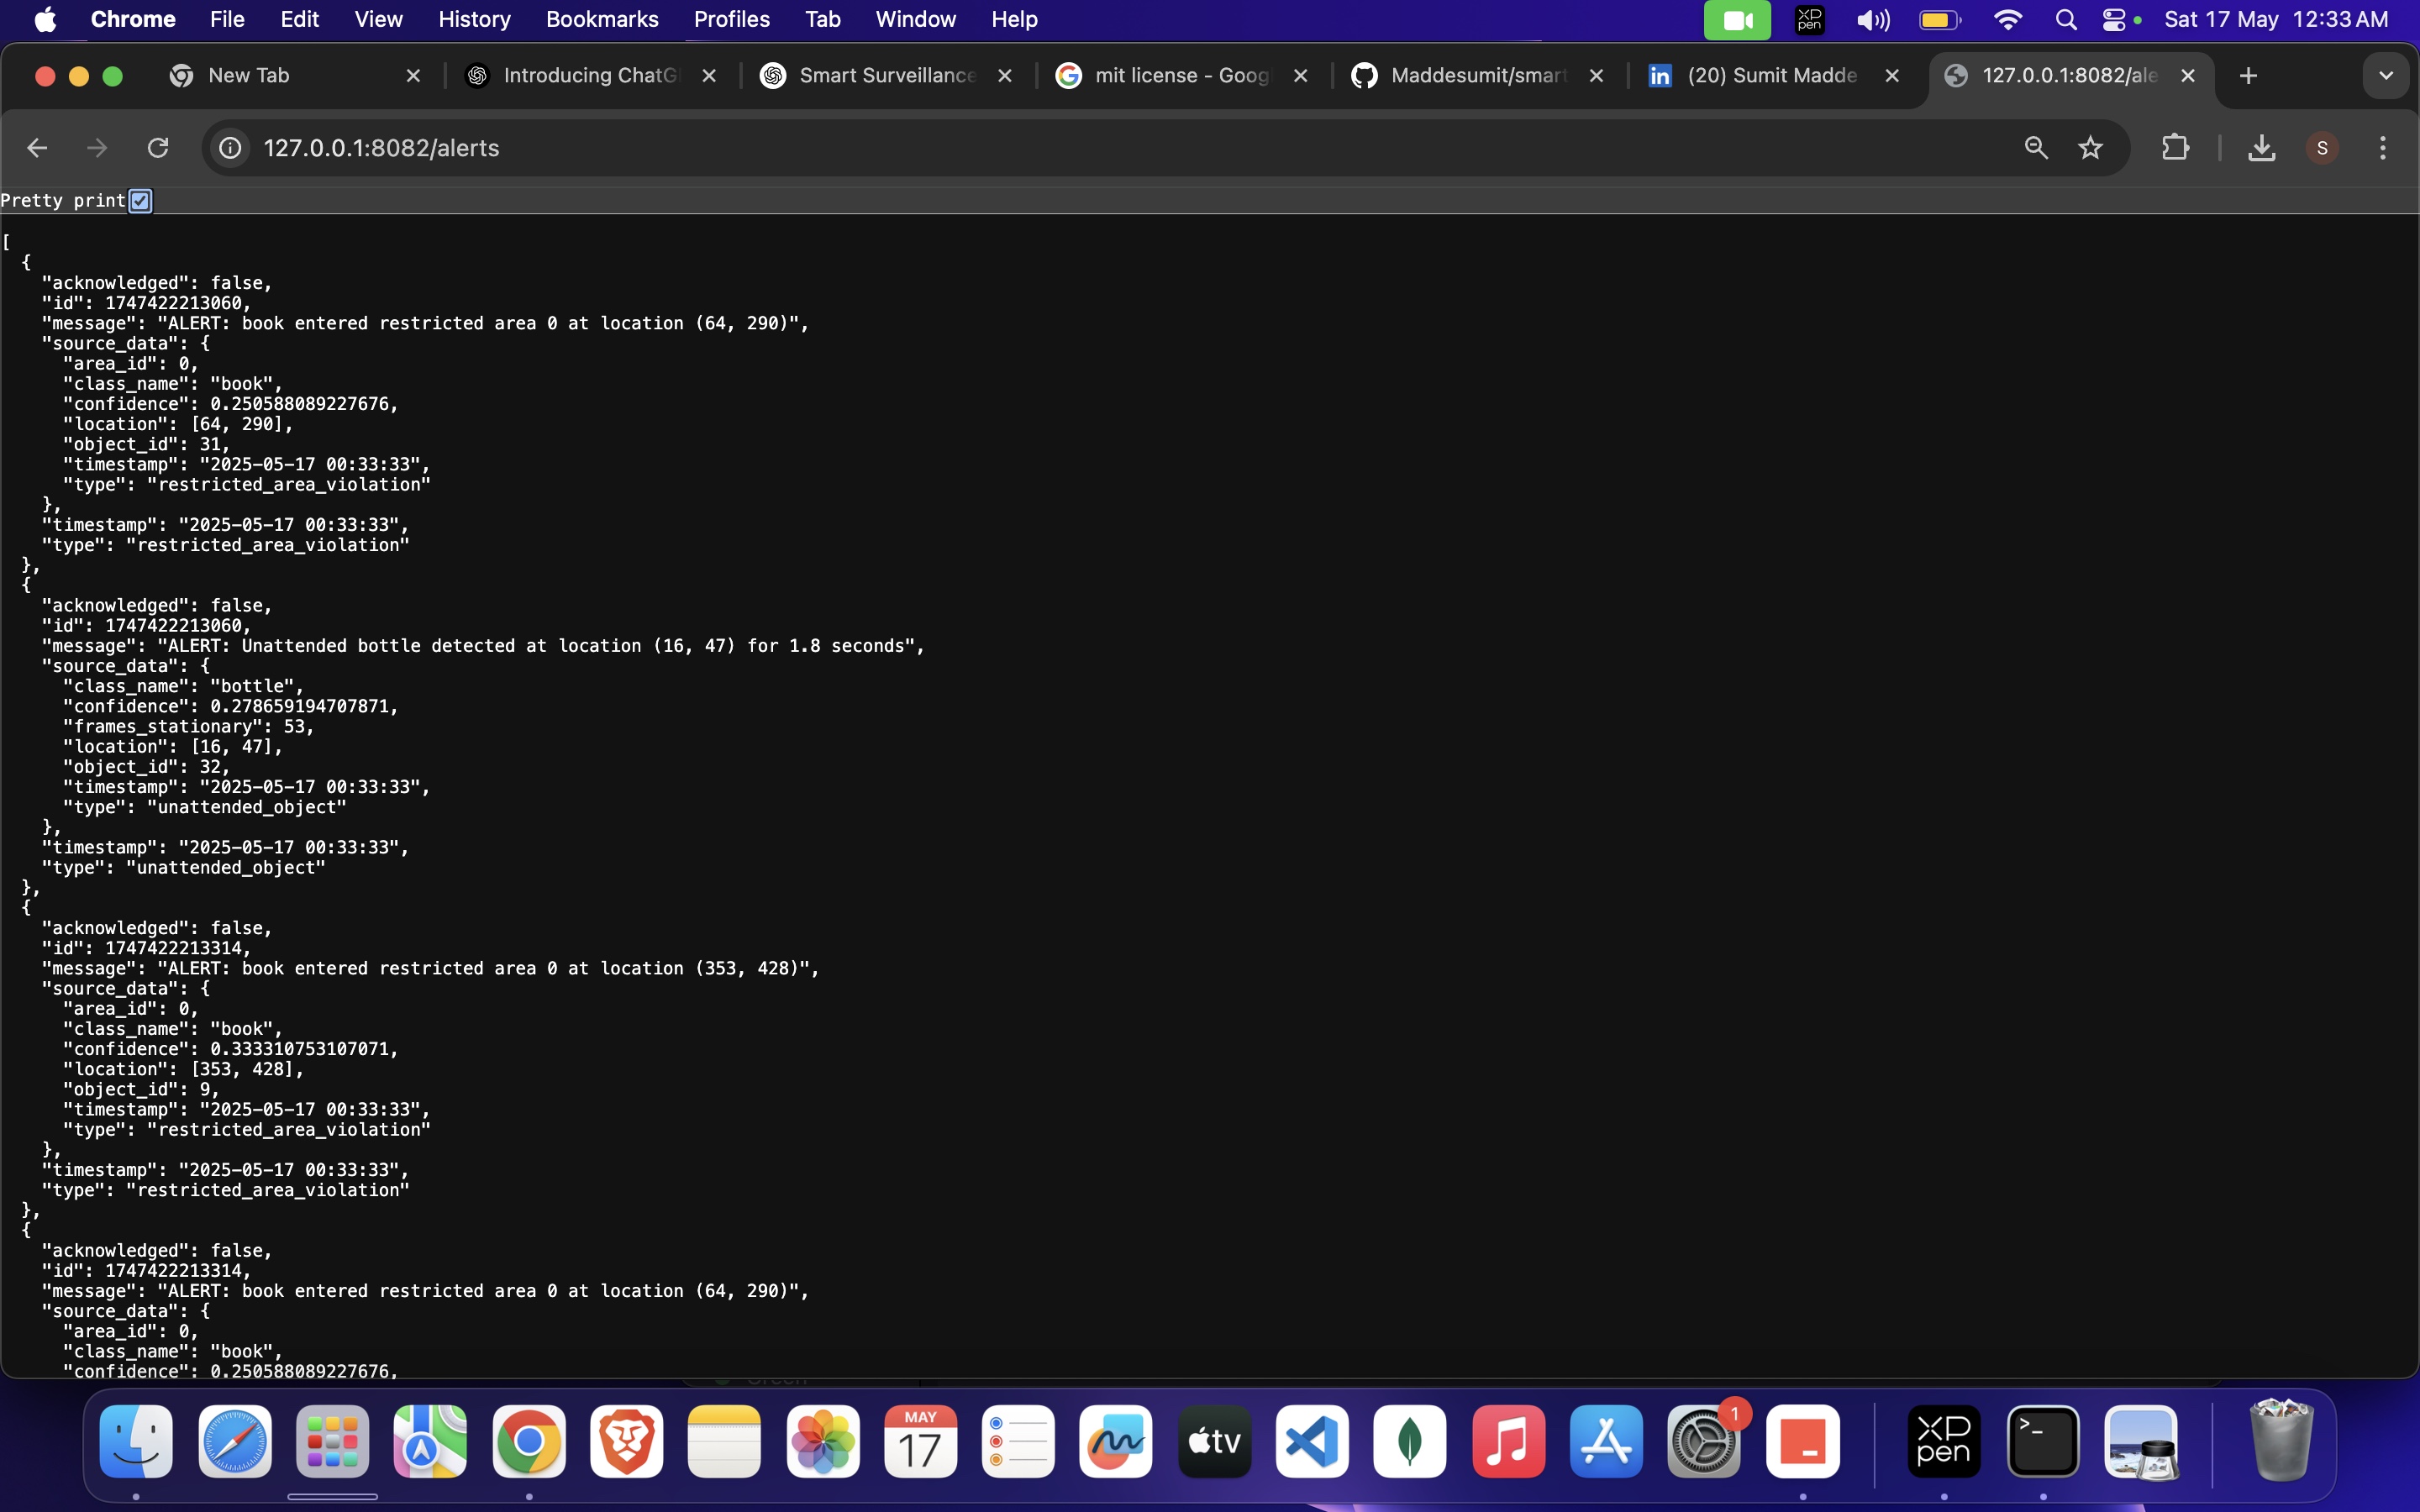 Chrome File Edit View History Bookmarks Profiles Tab Window Help XP pen Sat 17 May 12:33 AM
New Tab Introducing ChatG Smart Surveillance mit license - Goog Maddesumit/smart (20) Sumit Madde 127.0.0.1:8082/ale
127.0.0.1:8082/alerts S
Pretty print
[
  {
    "acknowledged": false,
    "id": 1747422213060,
    "message": "ALERT: book entered restricted area 0 at location (64, 290)",
    "source_data": {
      "area_id": 0,
      "class_name": "book",
      "confidence": 0.250588089227676,
      "location": [64, 290],
      "object_id": 31,
      "timestamp": "2025-05-17 00:33:33",
      "type": "restricted_area_violation"
    },
    "timestamp": "2025-05-17 00:33:33",
    "type": "restricted_area_violation"
  },
  {
    "acknowledged": false,
    "id": 1747422213060,
    "message": "ALERT: Unattended bottle detected at location (16, 47) for 1.8 seconds",
    "source_data": {
      "class_name": "bottle",
      "confidence": 0.278659194707871,
      "frames_stationary": 53,
      "location": [16, 47],
      "object_id": 32,
      "timestamp": "2025-05-17 00:33:33",
      "type": "unattended_object"
    },
    "timestamp": "2025-05-17 00:33:33",
    "type": "unattended_object"
  },
  {
    "acknowledged": false,
    "id": 1747422213314,
    "message": "ALERT: book entered restricted area 0 at location (353, 428)",
    "source_data": {
      "area_id": 0,
      "class_name": "book",
      "confidence": 0.333310753107071,
      "location": [353, 428],
      "object_id": 9,
      "timestamp": "2025-05-17 00:33:33",
      "type": "restricted_area_violation"
    },
    "timestamp": "2025-05-17 00:33:33",
    "type": "restricted_area_violation"
  },
  {
    "acknowledged": false,
    "id": 1747422213314,
    "message": "ALERT: book entered restricted area 0 at location (64, 290)",
    "source_data": {
      "area_id": 0,
      "class_name": "book",
      "confidence": 0.250588089227676,
MAY
17
tv
1
XP
pen
>_